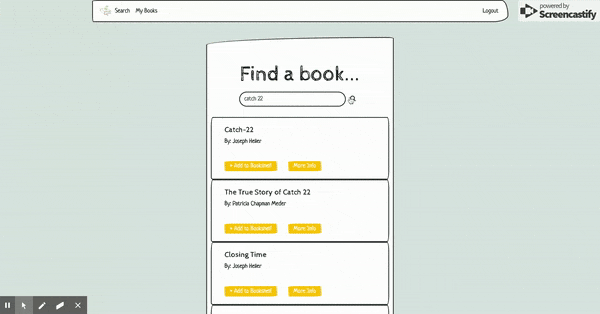 Search My Books Logout
powered by
Screencastify
Find a book...
catch 22
Catch-22
By: Joseph Heller
+ Add to Bookshelf More Info
The True Story of Catch 22
By: Patricia Chapman Meder
+ Add to Bookshelf More Info
Closing Time
By: Joseph Heller
+ Add to Bookshelf More Info